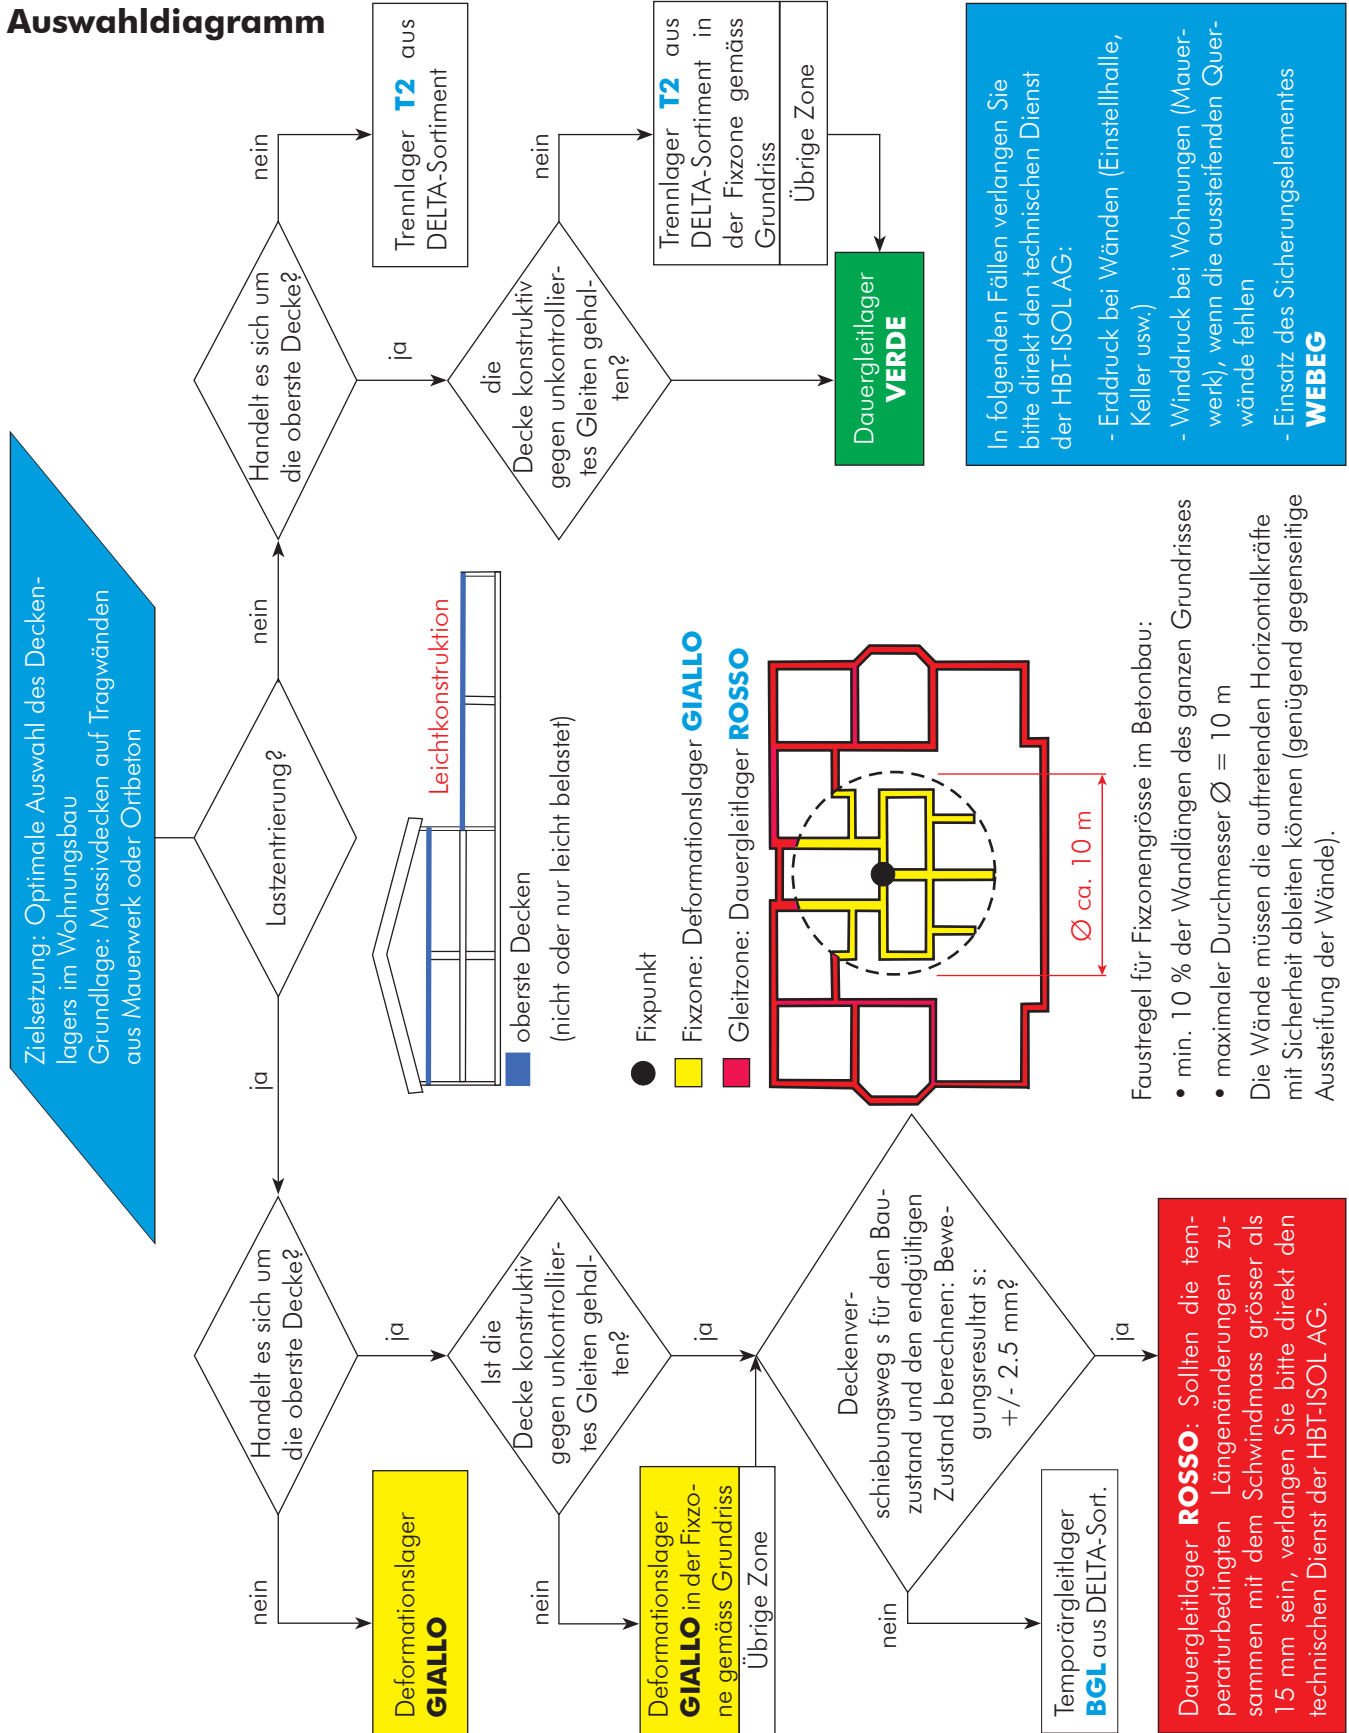 Auswahldiagramm
Zielsetzung: Optimale Auswahl des Decken-
lagers im Wohnungsbau
Grundlage: Massivdecken auf Tragwänden
aus Mauerwerk oder Ortbeton
Lastzentrierung?
ja
nein
Handelt es sich um
die oberste Decke?
nein
Deformationslager
GIALLO
ja
Ist die
Decke konstruktiv
gegen unkontrollier-
tes Gleiten gehal-
ten?
nein
Deformationslager
GIALLO in der Fixzo-
ne gemäss Grundriss
Übrige Zone
ja
Deckenver-
schiebungsweg s für den Bau-
zustand und den endgültigen
Zustand berechnen: Bewe-
gungsresultat s:
+/- 2.5 mm?
nein
Temporärgleitlager
BGL aus DELTA-Sort.
ja
Dauergleitlager ROSSO: Sollten die tem-
peraturbedingten Längenänderungen zu-
sammen mit dem Schwindmass grösser als
15 mm sein, verlangen Sie bitte direkt den
technischen Dienst der HBT-ISOL AG.
Leichtkonstruktion
oberste Decken
(nicht oder nur leicht belastet)
Fixpunkt
Fixzone: Deformationslager GIALLO
Gleitzone: Dauergleitlager ROSSO
Ø ca. 10 m
Faustregel für Fixzonengrösse im Betonbau:
• min. 10 % der Wandlängen des ganzen Grundrisses
• maximaler Durchmesser Ø = 10 m
Die Wände müssen die auftretenden Horizontalkräfte
mit Sicherheit ableiten können (genügend gegenseitige
Aussteifung der Wände).
Handelt es sich um
die oberste Decke?
nein
Trennlager T2 aus
DELTA-Sortiment
ja
die
Decke konstruktiv
gegen unkontrollier-
tes Gleiten gehal-
ten?
nein
Trennlager T2 aus
DELTA-Sortiment in
der Fixzone gemäss
Grundriss
Übrige Zone
Dauergleitlager
VERDE
In folgenden Fällen verlangen Sie
bitte direkt den technischen Dienst
der HBT-ISOL AG:
- Erddruck bei Wänden (Einstellhalle,
Keller usw.)
- Winddruck bei Wohnungen (Mauer-
werk), wenn die aussteifenden Quer-
wände fehlen
- Einsatz des Sicherungselementes
WEBEG